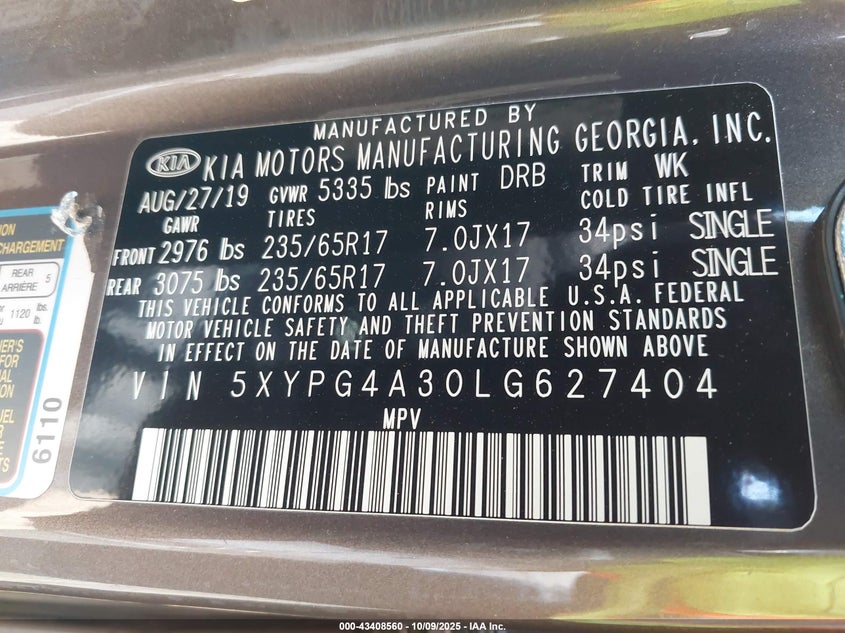 MANUFACTURED BY
KIA KIA MOTORS MANUFACTURING GEORGIA, INC.
AUG/27/19 GVWR 5335 lbs PAINT DRB TRIM WK
GAWR TIRES RIMS COLD TIRE INFL
FRONT 2976 lbs 235/65R17 7.0JX17 34psi SINGLE
REAR 3075 lbs 235/65R17 7.0JX17 34psi SINGLE
THIS VEHICLE CONFORMS TO ALL APPLICABLE U.S.A. FEDERAL
MOTOR VEHICLE SAFETY AND THEFT PREVENTION STANDARDS
IN EFFECT ON THE DATE OF MANUFACTURE SHOWN ABOVE
VIN 5XYPG4A30LG627404
MPV
CHARGEMENT
REAR
ARRIÈRE 5
1120 lbs.
lb.
FOR
6110
000-43408560 - 10/09/2025 - IAA Inc.